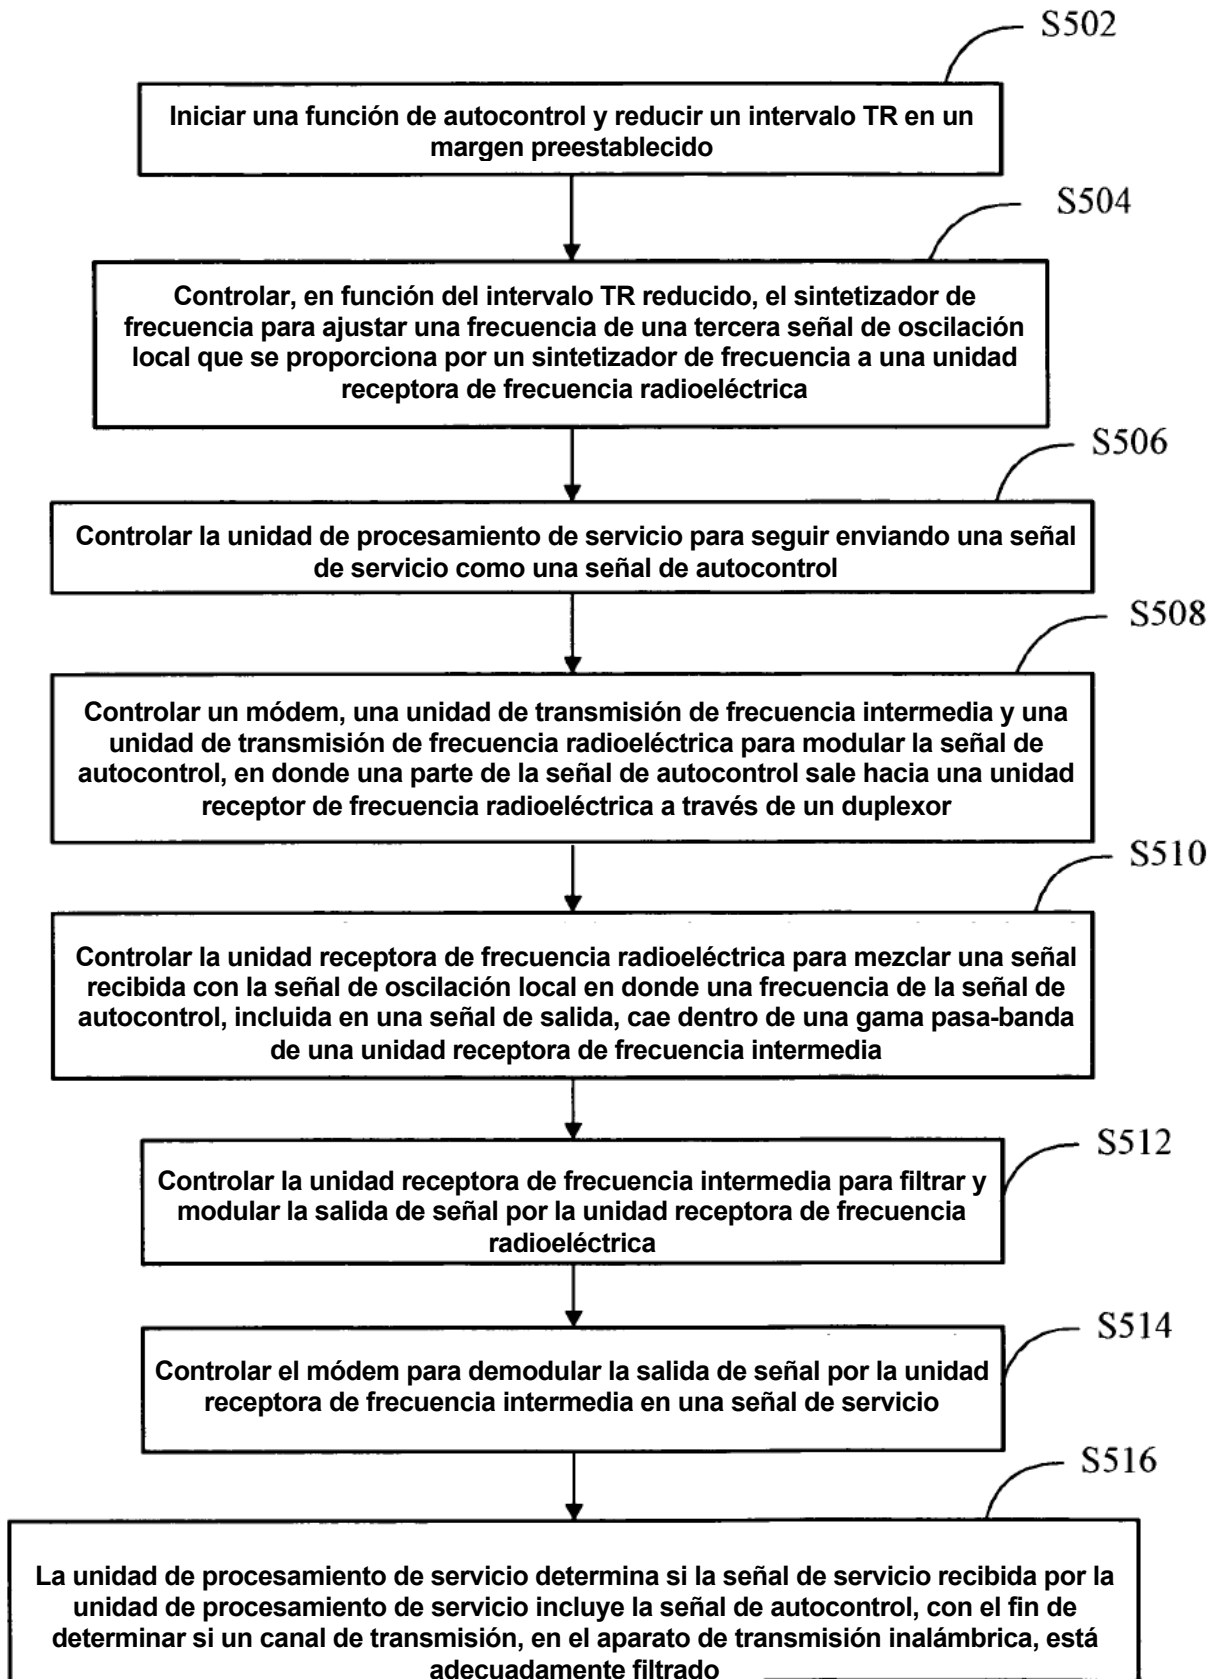 S502
Iniciar una función de autocontrol y reducir un intervalo TR en un
margen preestablecido
S504
Controlar, en función del intervalo TR reducido, el sintetizador de
frecuencia para ajustar una frecuencia de una tercera señal de oscilación
local que se proporciona por un sintetizador de frecuencia a una unidad
receptora de frecuencia radioeléctrica
S506
Controlar la unidad de procesamiento de servicio para seguir enviando una señal
de servicio como una señal de autocontrol
S508
Controlar un módem, una unidad de transmisión de frecuencia intermedia y una
unidad de transmisión de frecuencia radioeléctrica para modular la señal de
autocontrol, en donde una parte de la señal de autocontrol sale hacia una unidad
receptor de frecuencia radioeléctrica a través de un duplexor
S510
Controlar la unidad receptora de frecuencia radioeléctrica para mezclar una señal
recibida con la señal de oscilación local en donde una frecuencia de la señal de
autocontrol, incluida en una señal de salida, cae dentro de una gama pasa-banda
de una unidad receptora de frecuencia intermedia
S512
Controlar la unidad receptora de frecuencia intermedia para filtrar y
modular la salida de señal por la unidad receptora de frecuencia
radioeléctrica
S514
Controlar el módem para demodular la salida de señal por la unidad
receptora de frecuencia intermedia en una señal de servicio
S516
La unidad de procesamiento de servicio determina si la señal de servicio recibida por la
unidad de procesamiento de servicio incluye la señal de autocontrol, con el fin de
determinar si un canal de transmisión, en el aparato de transmisión inalámbrica, está
adecuadamente filtrado